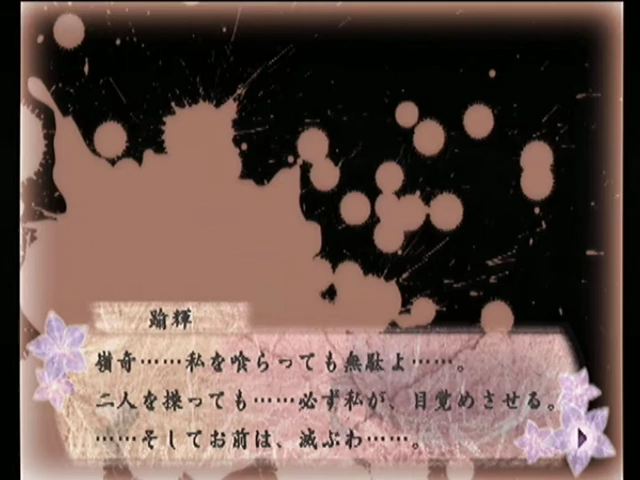 踰輝
嶺奇……私を喰らっても無駄よ……。
二人を操っても……必ず私が、目覚めさせる。
……そしてお前は、滅ぶわ……。